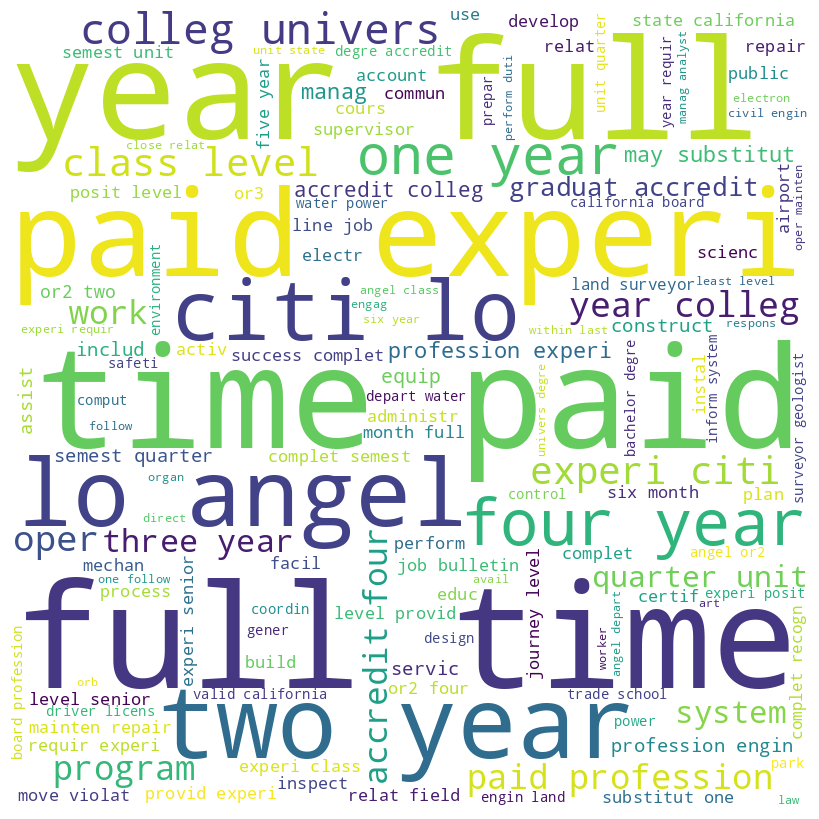 colleg univers
use
develop
state california
semest unit
unit state
degre accredit
relat
repair
unit quarter
year requir
manag analyst
year full
five year
manag
account
commun
prepar
perform duti
public
electron
civil engin
cours
supervisor
close relat
class level
one year
may substitut
posit level
or3
accredit colleg
graduat accredit
airport
oper mainten
water power
california board
paid experi
line job
electr
scienc
environment
or2 two
citi lo
angel class
engag
six year
land surveyor
least level
work
year colleg
experi requir
within last
construct
respons
includ
activ
success complet
profession experi
safeti
assist
time paid
equip
depart water
administr
month full
comput
follow
univers degre
bachelor degre
instal
inform system
surveyor geologist
semest quarter
complet semest
lo angel
organ
direct
experi citi
control
six month
plan
four year
oper
three year
perform
mechan
facil
one follow
process
experi senior
job bulletin
complet
angel or2
quarter unit
educ
avail
level provid
certif
experi posit
art
coordin
gener
accredit four
journey level
angel depart
worker
complet recogn
full time
design
build
servic
or2 four
board profession
orb
level senior
valid california
trade school
driver licens
two year
power
system
mainten repair
requir experi
profession engin
program
experi class
inspect
paid profession
park
move violat
provid experi
relat field
engin land
substitut one
law